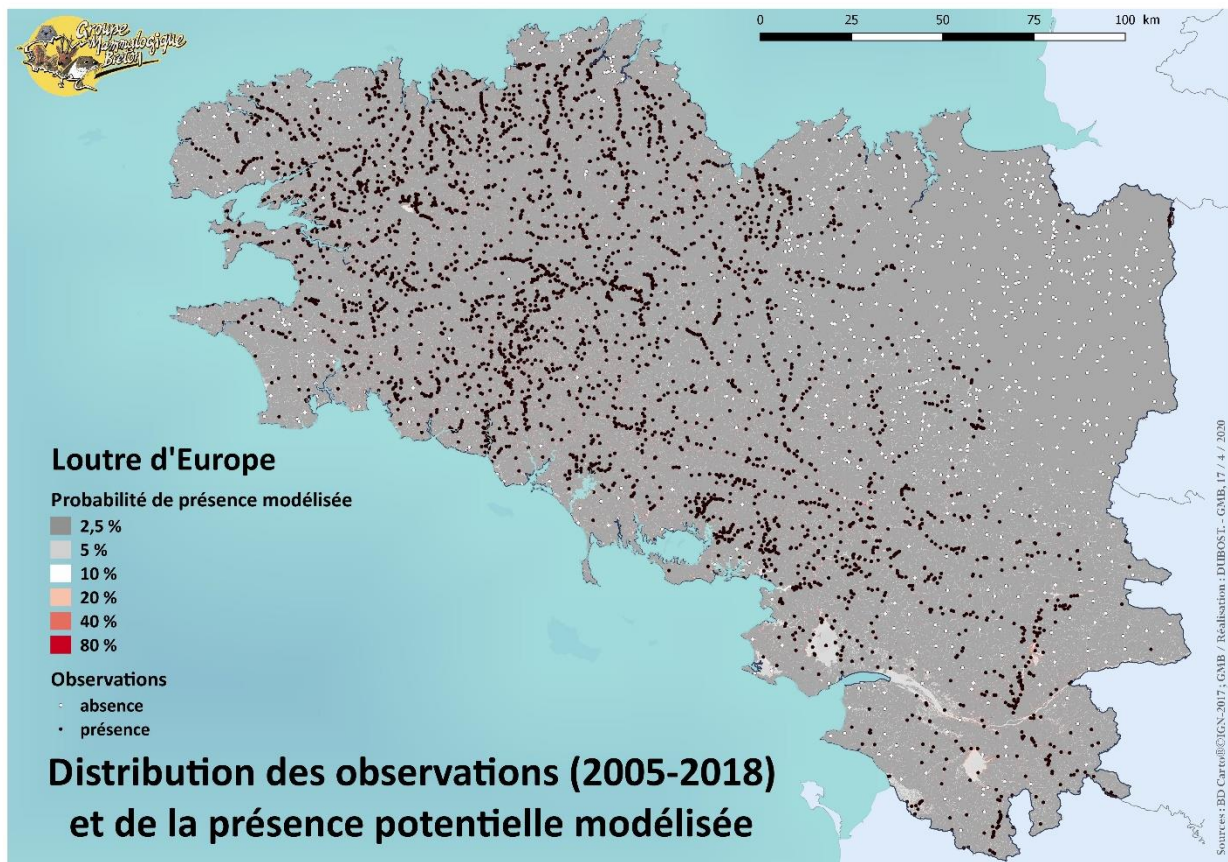 Groupe
Mammalogique
Breton
0 25 50 75 100 km
Loutre d'Europe
Probabilité de présence modélisée
2,5 %
5 %
10 %
20 %
40 %
80 %
Observations
absence
présence
Distribution des observations (2005-2018)
et de la présence potentielle modélisée
Sources : BD Carto®©IGN-2017 ; GMB / Réalisation : DUBOST. - GMB, 17 / 4 / 2020